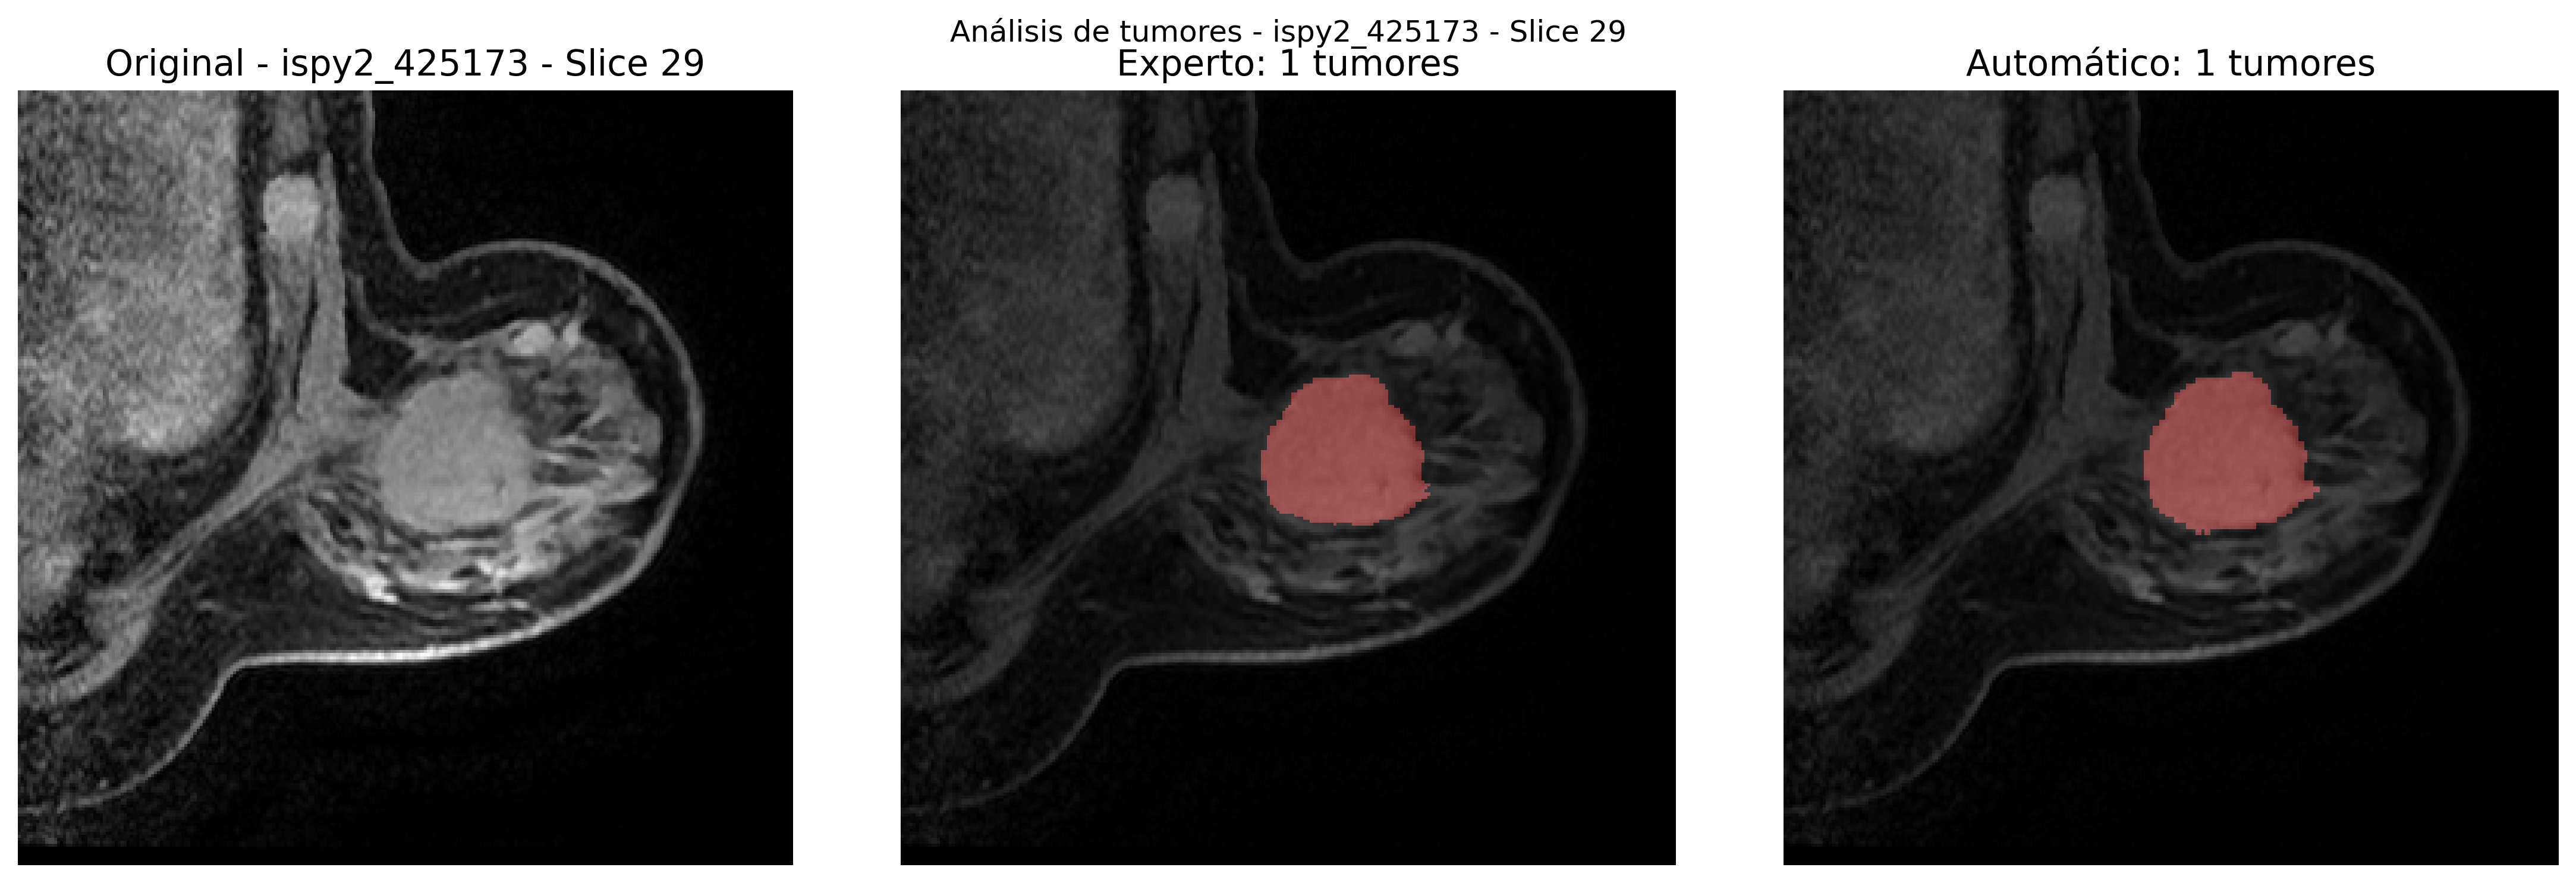 Análisis de tumores - ispy2_425173 - Slice 29
Original - ispy2_425173 - Slice 29
Experto: 1 tumores
Automático: 1 tumores